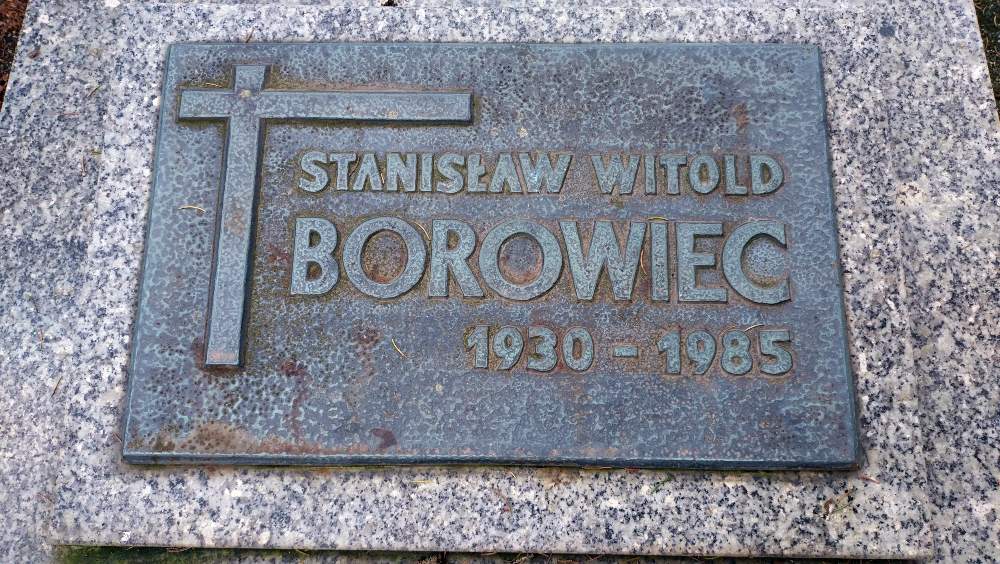 STANISŁAW WITOLD
BOROWIEC
1930 - 1985